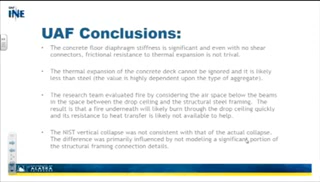 INE
UAF Conclusions:
• The concrete floor diaphragm stiffness is significant and even with no shear
connectors, frictional resistance to thermal expansion is not trival.
• The thermal expansion of the concrete deck cannot be ignored and it is likely
less than steel (the value is highly dependent upon the type of aggregate).
• The research team evaluated fire by considering the air space below the beams
in the space between the drop ceiling and the structural steel framing. The
result is that a fire underneath will likely burn through the drop ceiling quickly
and its resistance to heat transfer is likely not available to help.
• The NIST vertical collapse was not consistent with that of the actual collapse.
The difference was primarily influenced by not modeling a significant portion of
the structural framing connection details.
ALASKA